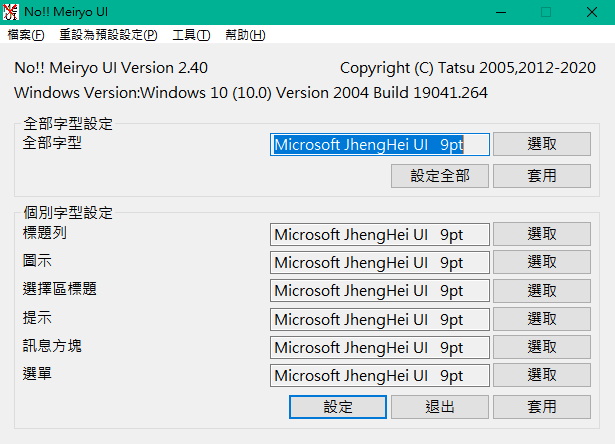 No!! Meiryo UI
檔案(F) 重設為預設設定(P) 工具(T) 幫助(H)
No!! Meiryo UI Version 2.40 Copyright (C) Tatsu 2005,2012-2020
Windows Version:Windows 10 (10.0) Version 2004 Build 19041.264
全部字型設定
全部字型 Microsoft JhengHei UI 9pt 選取
設定全部 套用
個別字型設定
標題列 Microsoft JhengHei UI 9pt 選取
圖示 Microsoft JhengHei UI 9pt 選取
選擇區標題 Microsoft JhengHei UI 9pt 選取
提示 Microsoft JhengHei UI 9pt 選取
訊息方塊 Microsoft JhengHei UI 9pt 選取
選單 Microsoft JhengHei UI 9pt 選取
設定 退出 套用